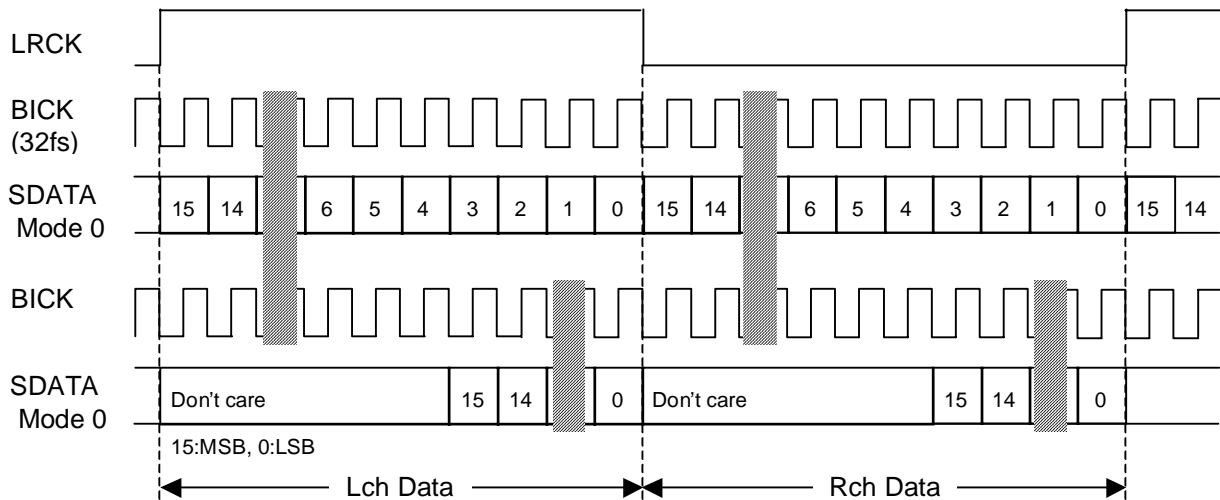 LRCK
BICK
(32fs)
SDATA
Mode 0
15 14 6 5 4 3 2 1 0 15 14 6 5 4 3 2 1 0 15 14
BICK
SDATA
Mode 0
Don't care 15 14 0 Don't care 15 14 0
15:MSB, 0:LSB
Lch Data Rch Data